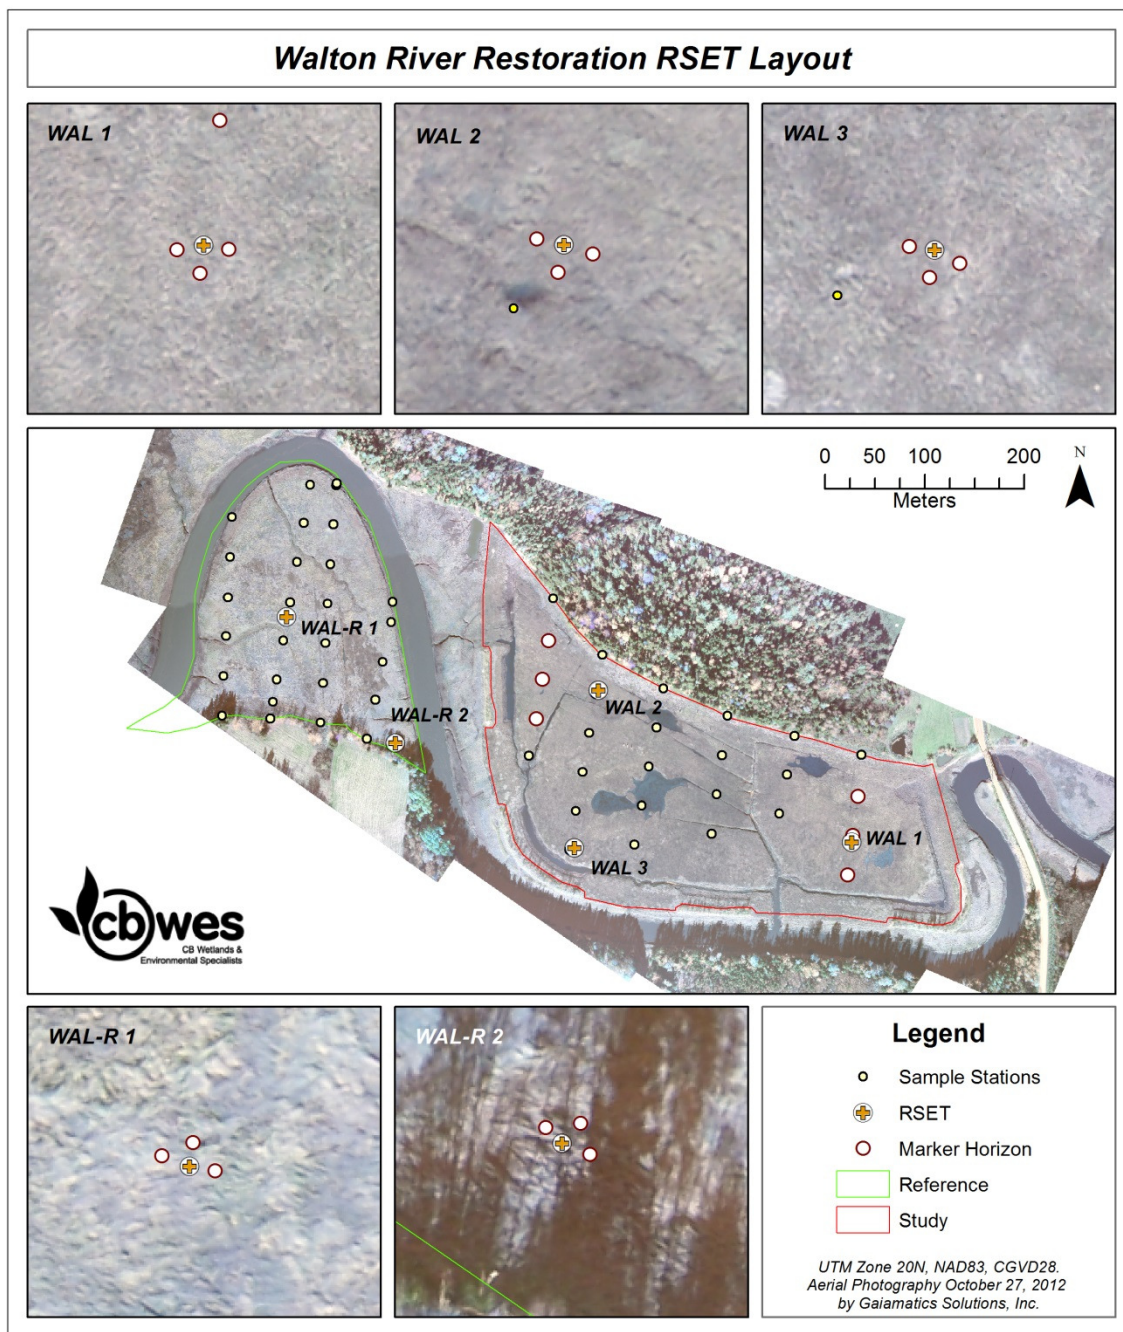 Walton River Restoration RSET Layout
WAL 1
WAL 2
WAL 3
0 50 100 200
Meters
N
WAL-R 1
WAL-R 2
WAL 2
WAL 1
WAL 3
cbwes
CB Wetlands &
Environmental Specialists
WAL-R 1
WAL-R 2
Legend
Sample Stations
RSET
Marker Horizon
Reference
Study
UTM Zone 20N, NAD83, CGVD28.
Aerial Photography October 27, 2012
by Gaiamatics Solutions, Inc.